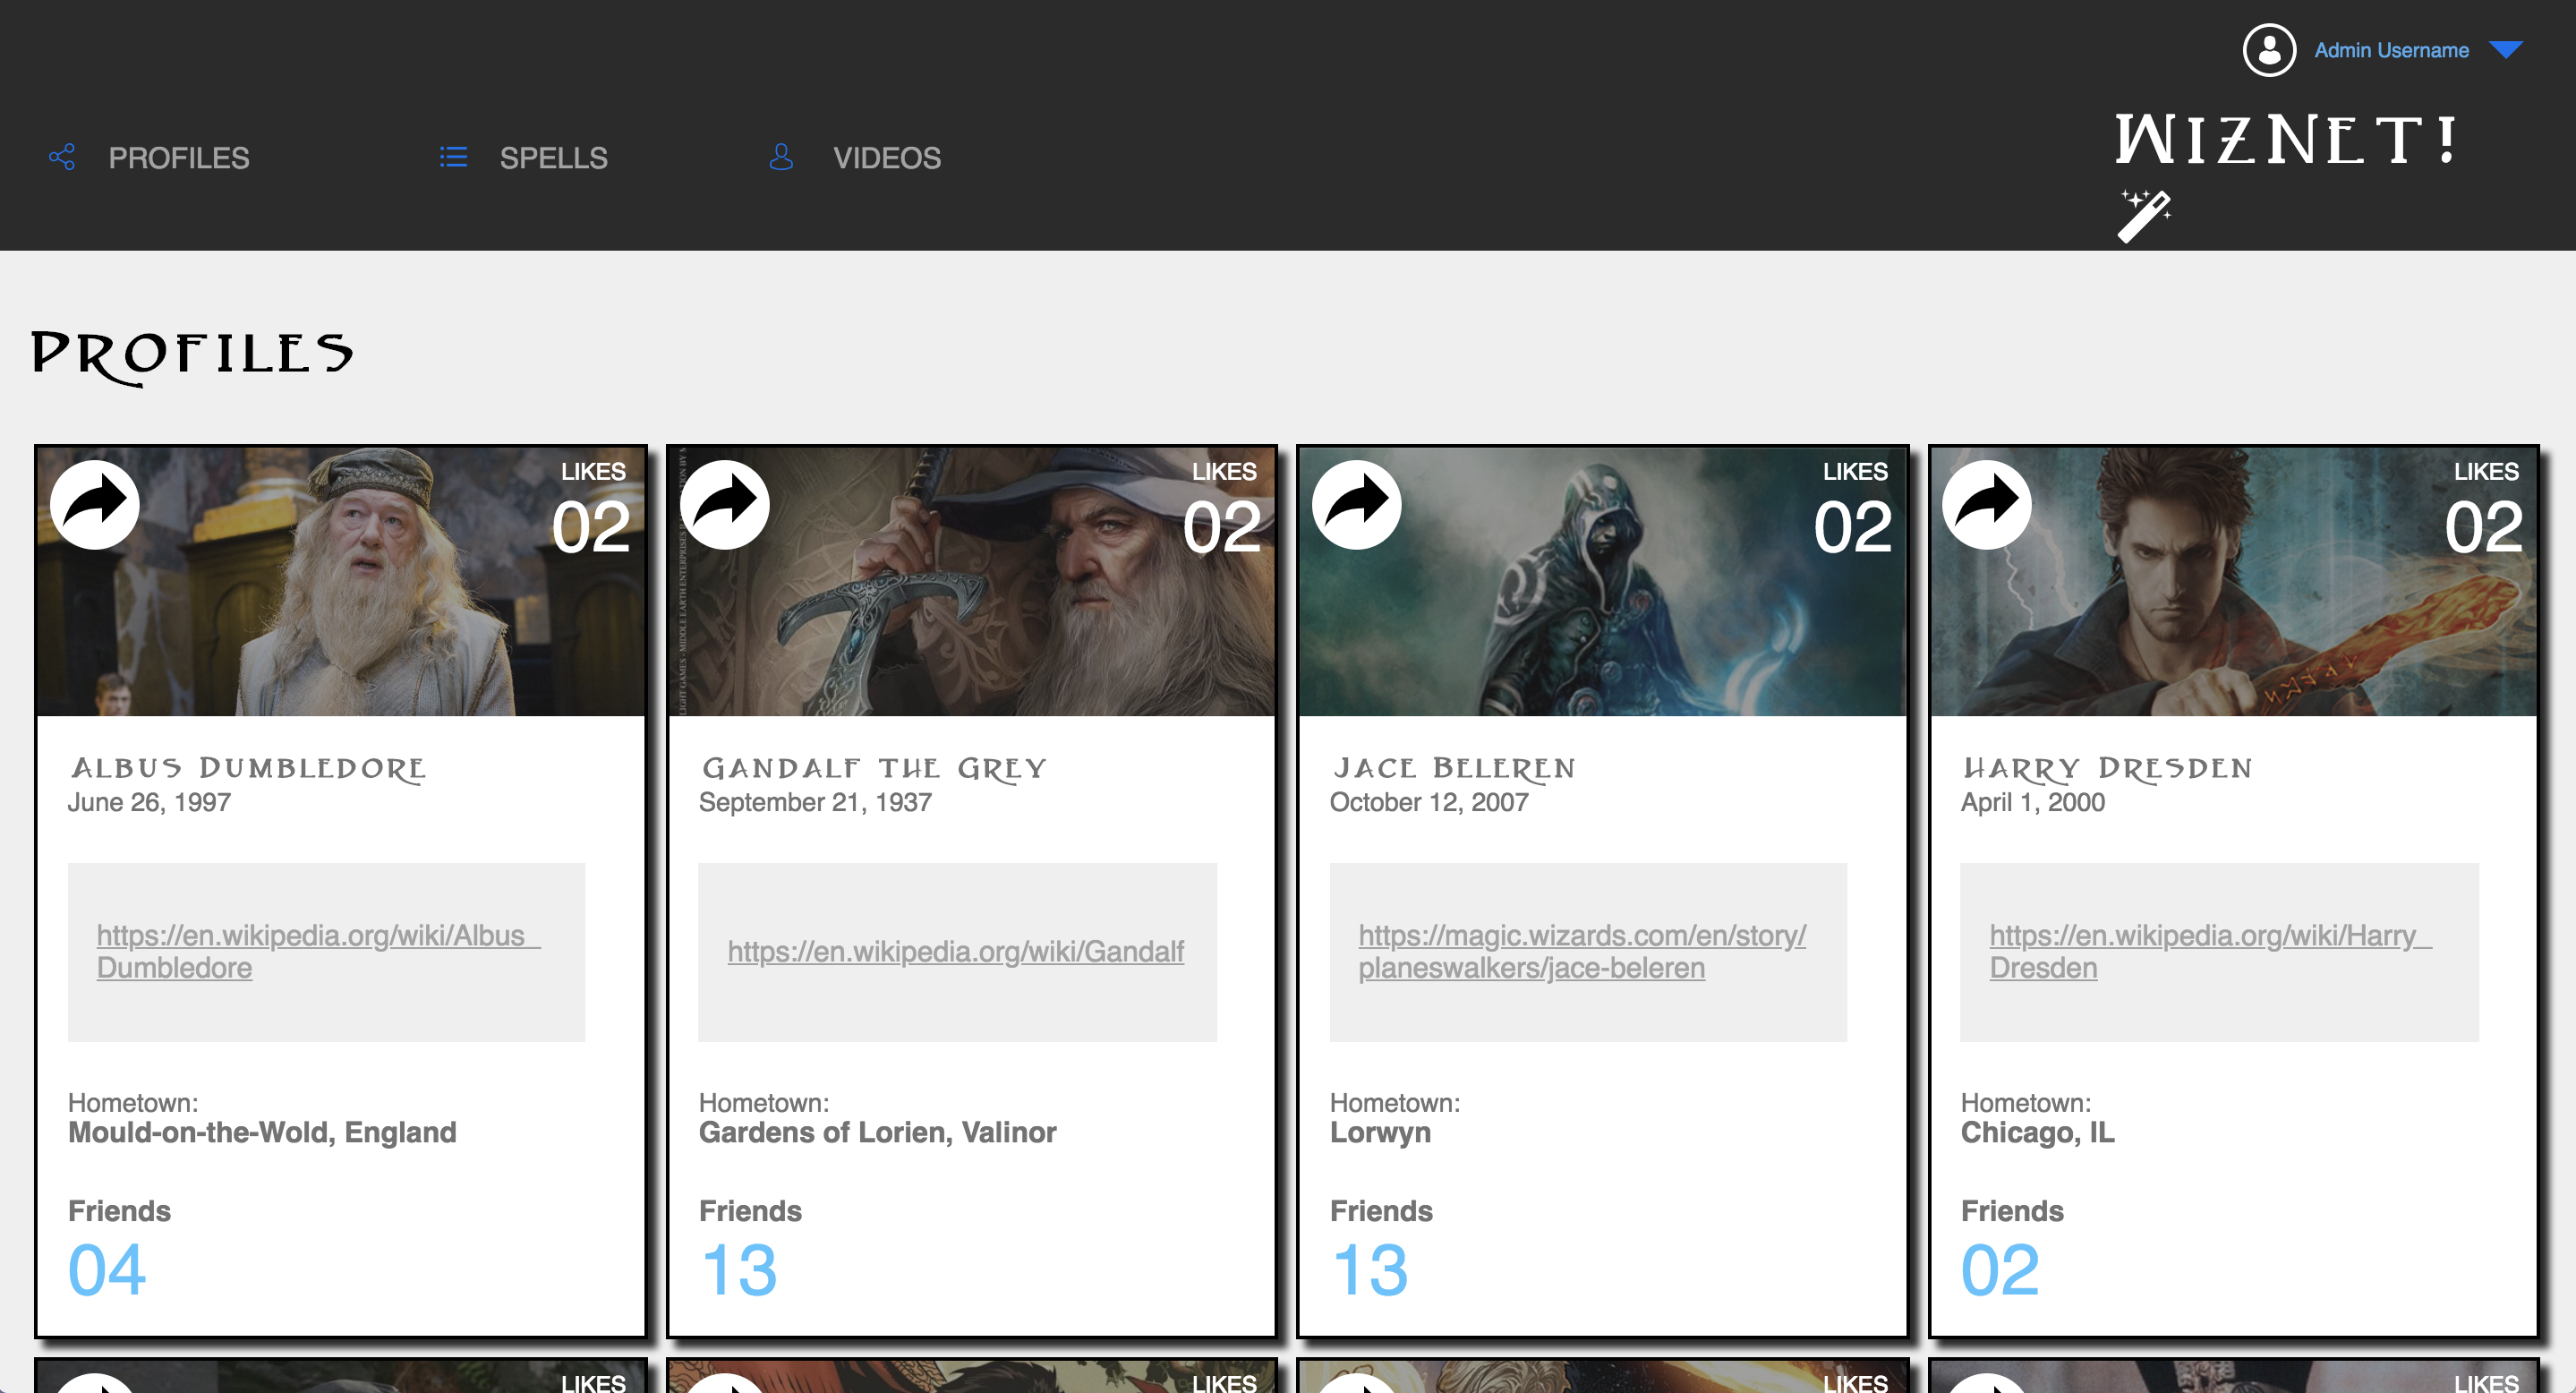 Admin Username
PROFILES
SPELLS
VIDEOS
WIZNET!
PROFILES
LIKES
02
LIKES
02
LIKES
02
LIKES
02
ALBUS DUMBLEDORE
June 26, 1997
https://en.wikipedia.org/wiki/Albus_
Dumbledore
Hometown:
Mould-on-the-Wold, England
Friends
04
GANDALF THE GREY
September 21, 1937
https://en.wikipedia.org/wiki/Gandalf
Hometown:
Gardens of Lorien, Valinor
Friends
13
JACE BELEREN
October 12, 2007
https://magic.wizards.com/en/story/
planeswalkers/jace-beleren
Hometown:
Lorwyn
Friends
13
HARRY DRESDEN
April 1, 2000
https://en.wikipedia.org/wiki/Harry_
Dresden
Hometown:
Chicago, IL
Friends
02
LIKES
LIKES
LIKES
LIKES